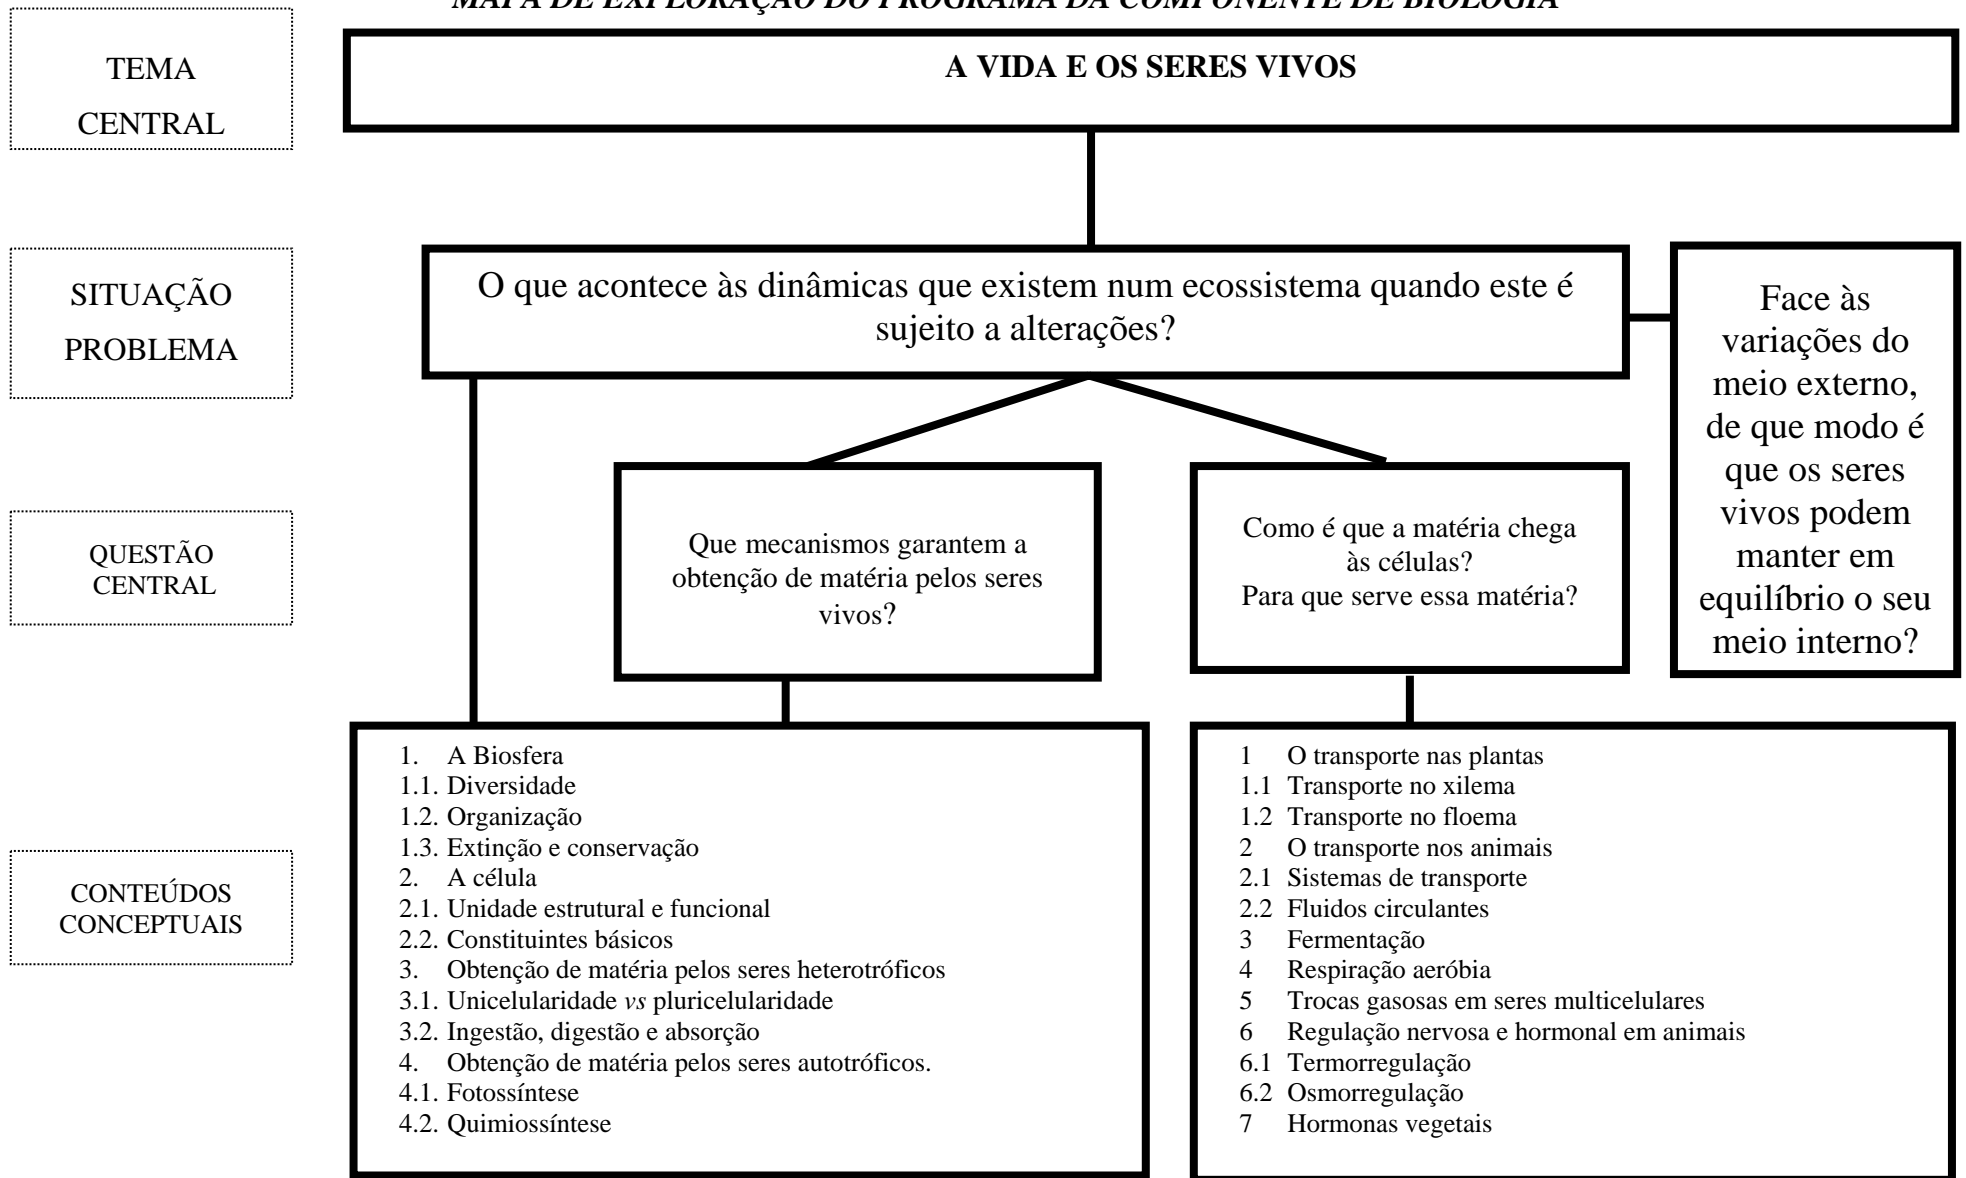 MAPA DE EXPLORAÇÃO DO PROGRAMA DA COMPONENTE DE BIOLOGIA
TEMA
CENTRAL
A VIDA E OS SERES VIVOS
SITUAÇÃO
PROBLEMA
O que acontece às dinâmicas que existem num ecossistema quando este é
sujeito a alterações?
Face às
variações do
meio externo,
de que modo é
que os seres
vivos podem
manter em
equilíbrio o seu
meio interno?
QUESTÃO
CENTRAL
Que mecanismos garantem a
obtenção de matéria pelos seres
vivos?
Como é que a matéria chega
às células?
Para que serve essa matéria?
CONTEÚDOS
CONCEPTUAIS
1. A Biosfera
1.1. Diversidade
1.2. Organização
1.3. Extinção e conservação
2. A célula
2.1. Unidade estrutural e funcional
2.2. Constituintes básicos
3. Obtenção de matéria pelos seres heterotróficos
3.1. Unicelularidade vs pluricelularidade
3.2. Ingestão, digestão e absorção
4. Obtenção de matéria pelos seres autotróficos.
4.1. Fotossíntese
4.2. Quimiossíntese
1 O transporte nas plantas
1.1 Transporte no xilema
1.2 Transporte no floema
2 O transporte nos animais
2.1 Sistemas de transporte
2.2 Fluidos circulantes
3 Fermentação
4 Respiração aeróbia
5 Trocas gasosas em seres multicelulares
6 Regulação nervosa e hormonal em animais
6.1 Termorregulação
6.2 Osmorregulação
7 Hormonas vegetais